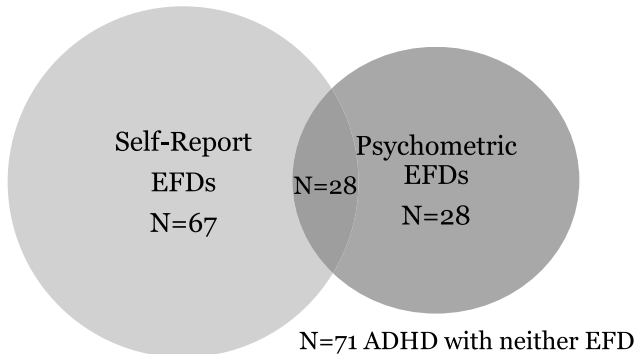 Self-Report
EFDs
N=67
N=28
Psychometric
EFDs
N=28
N=71 ADHD with neither EFD